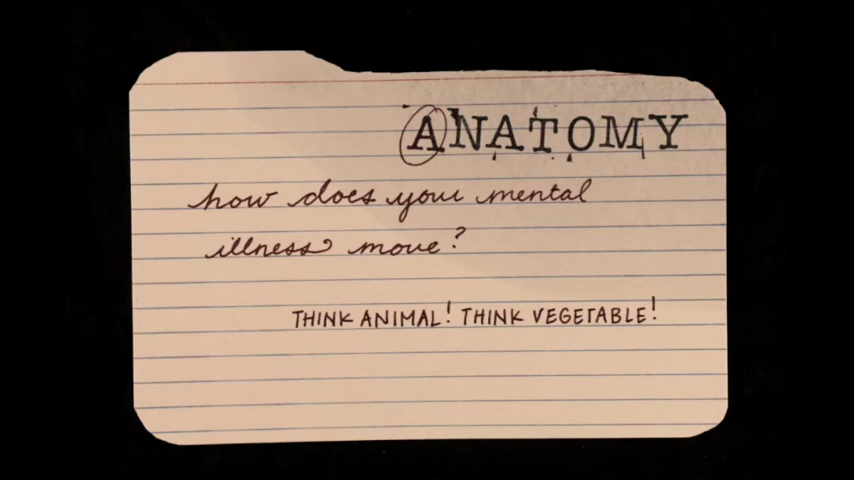 ANATOMY
how does your mental
illness move?
THINK ANIMAL! THINK VEGETABLE!